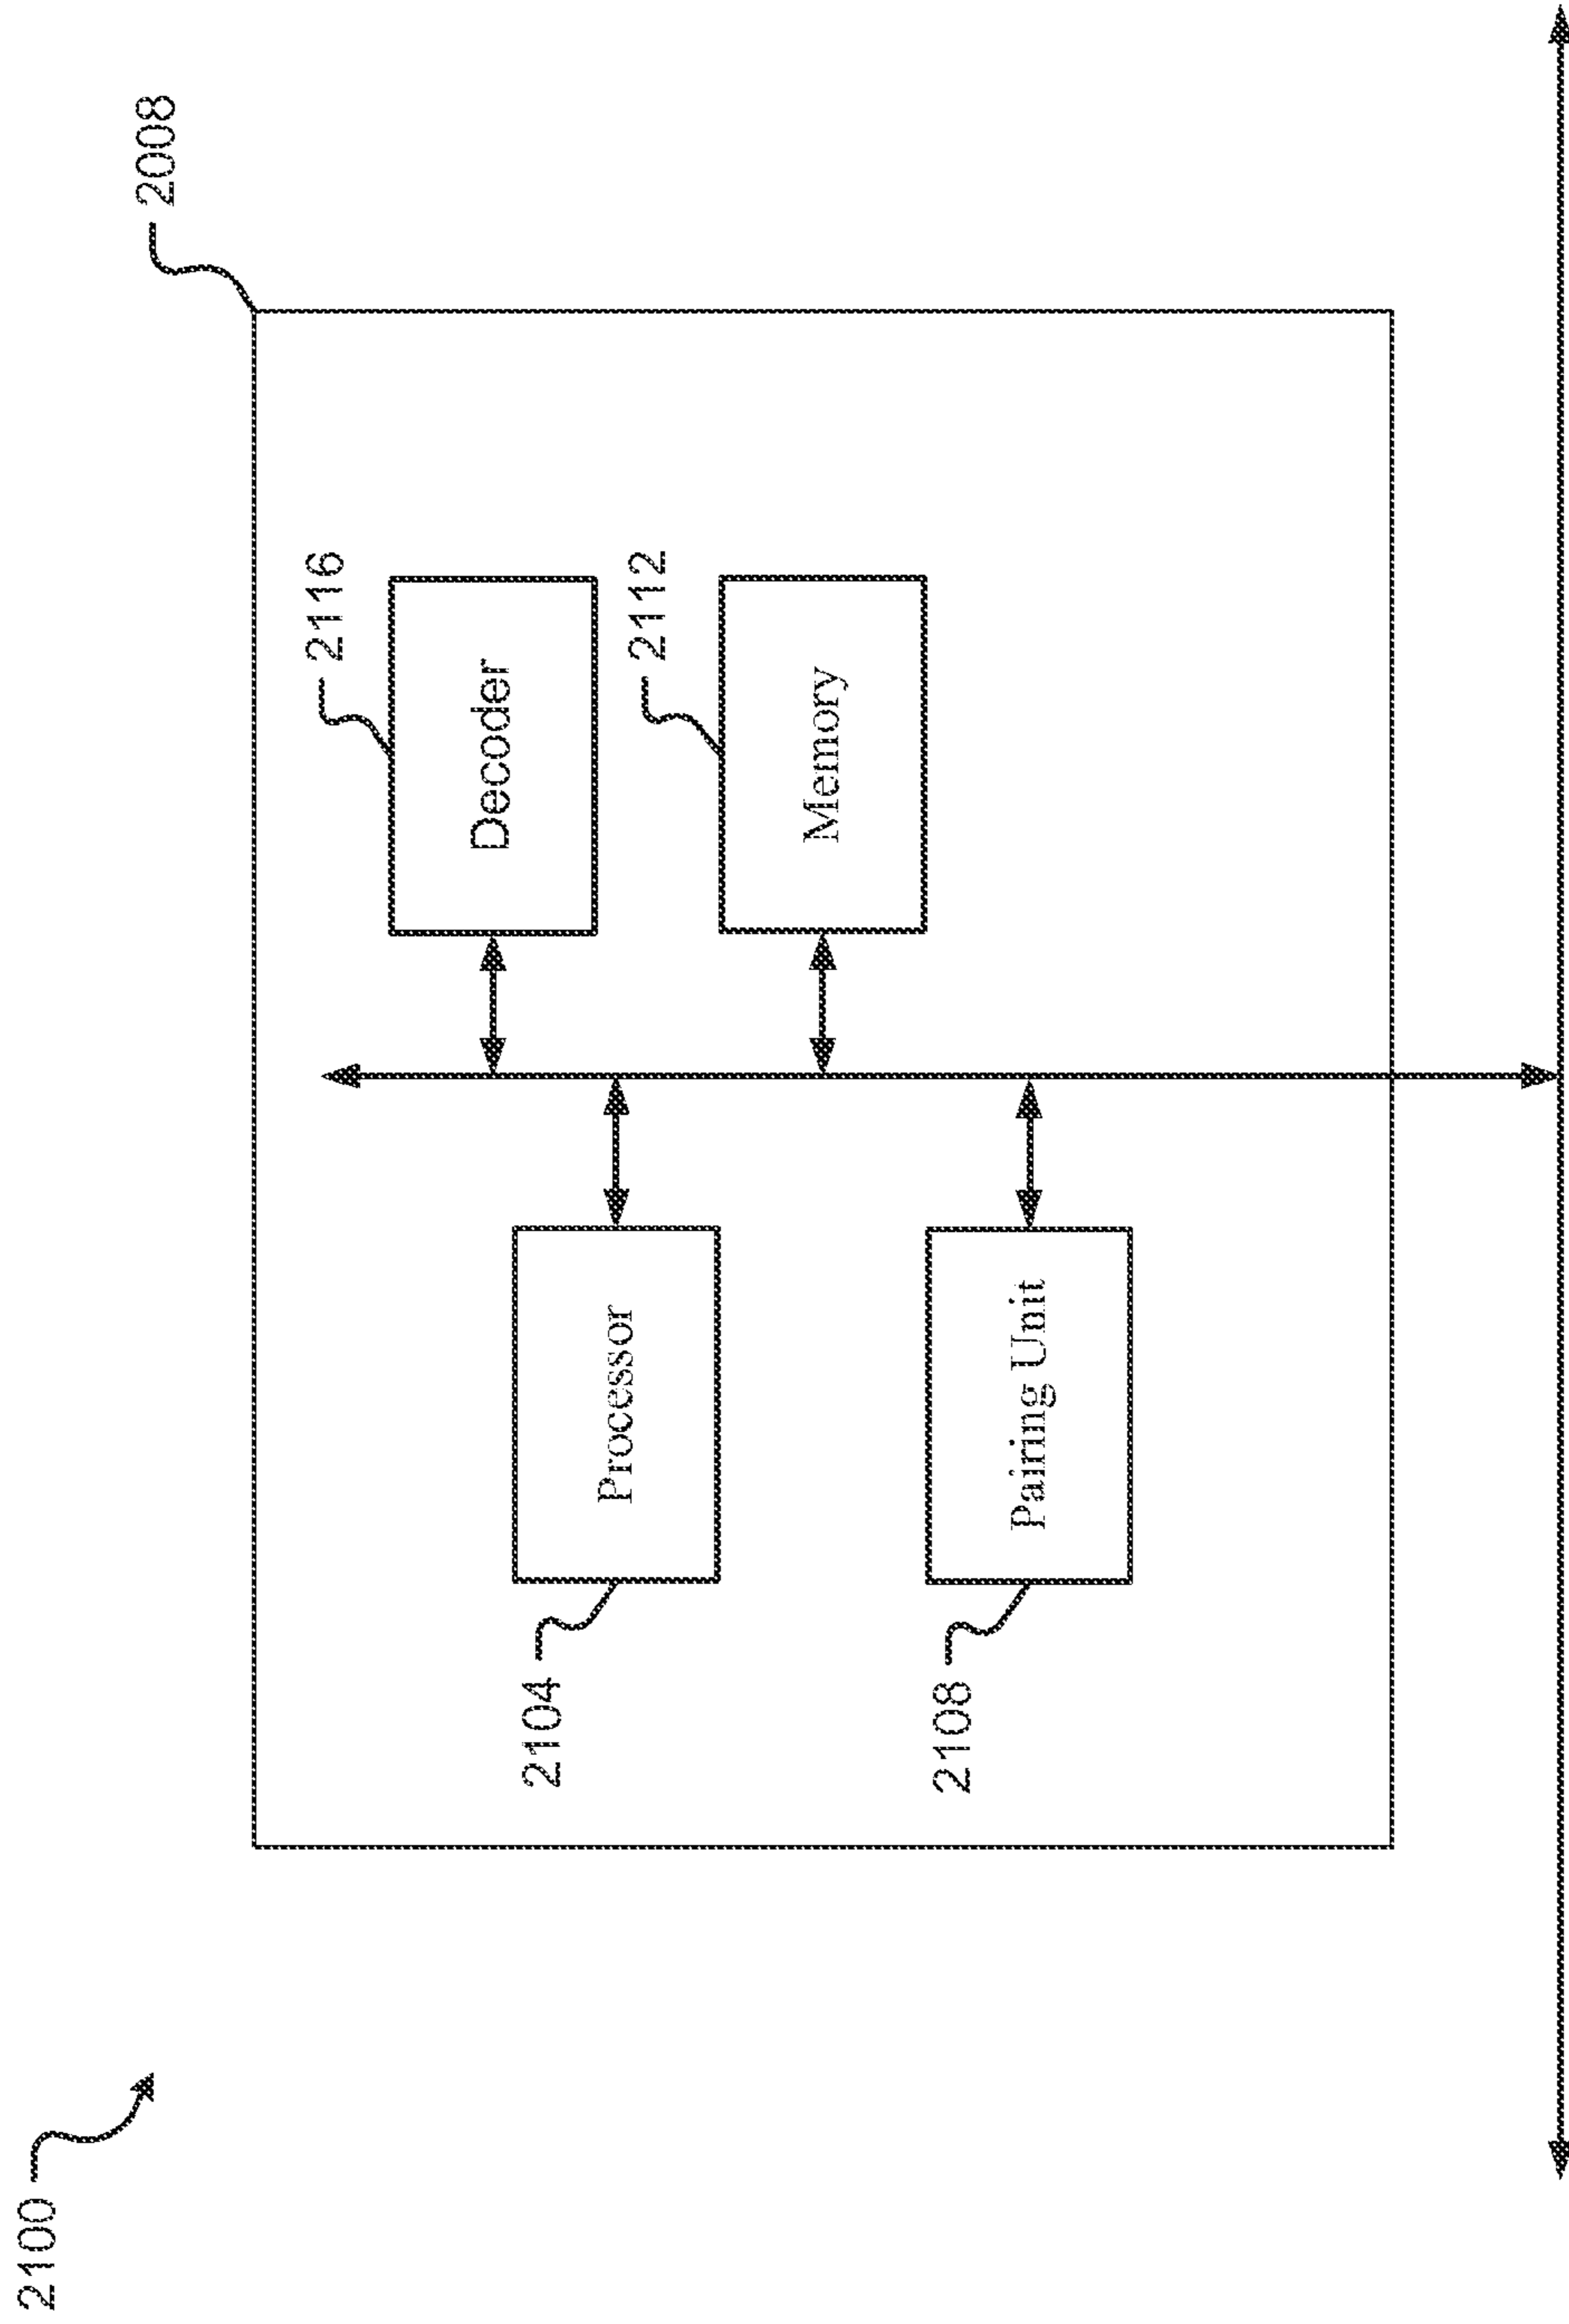 2100
2008
2116
Decoder
2104
Processor
2112
Memory
2108
Pairing Unit